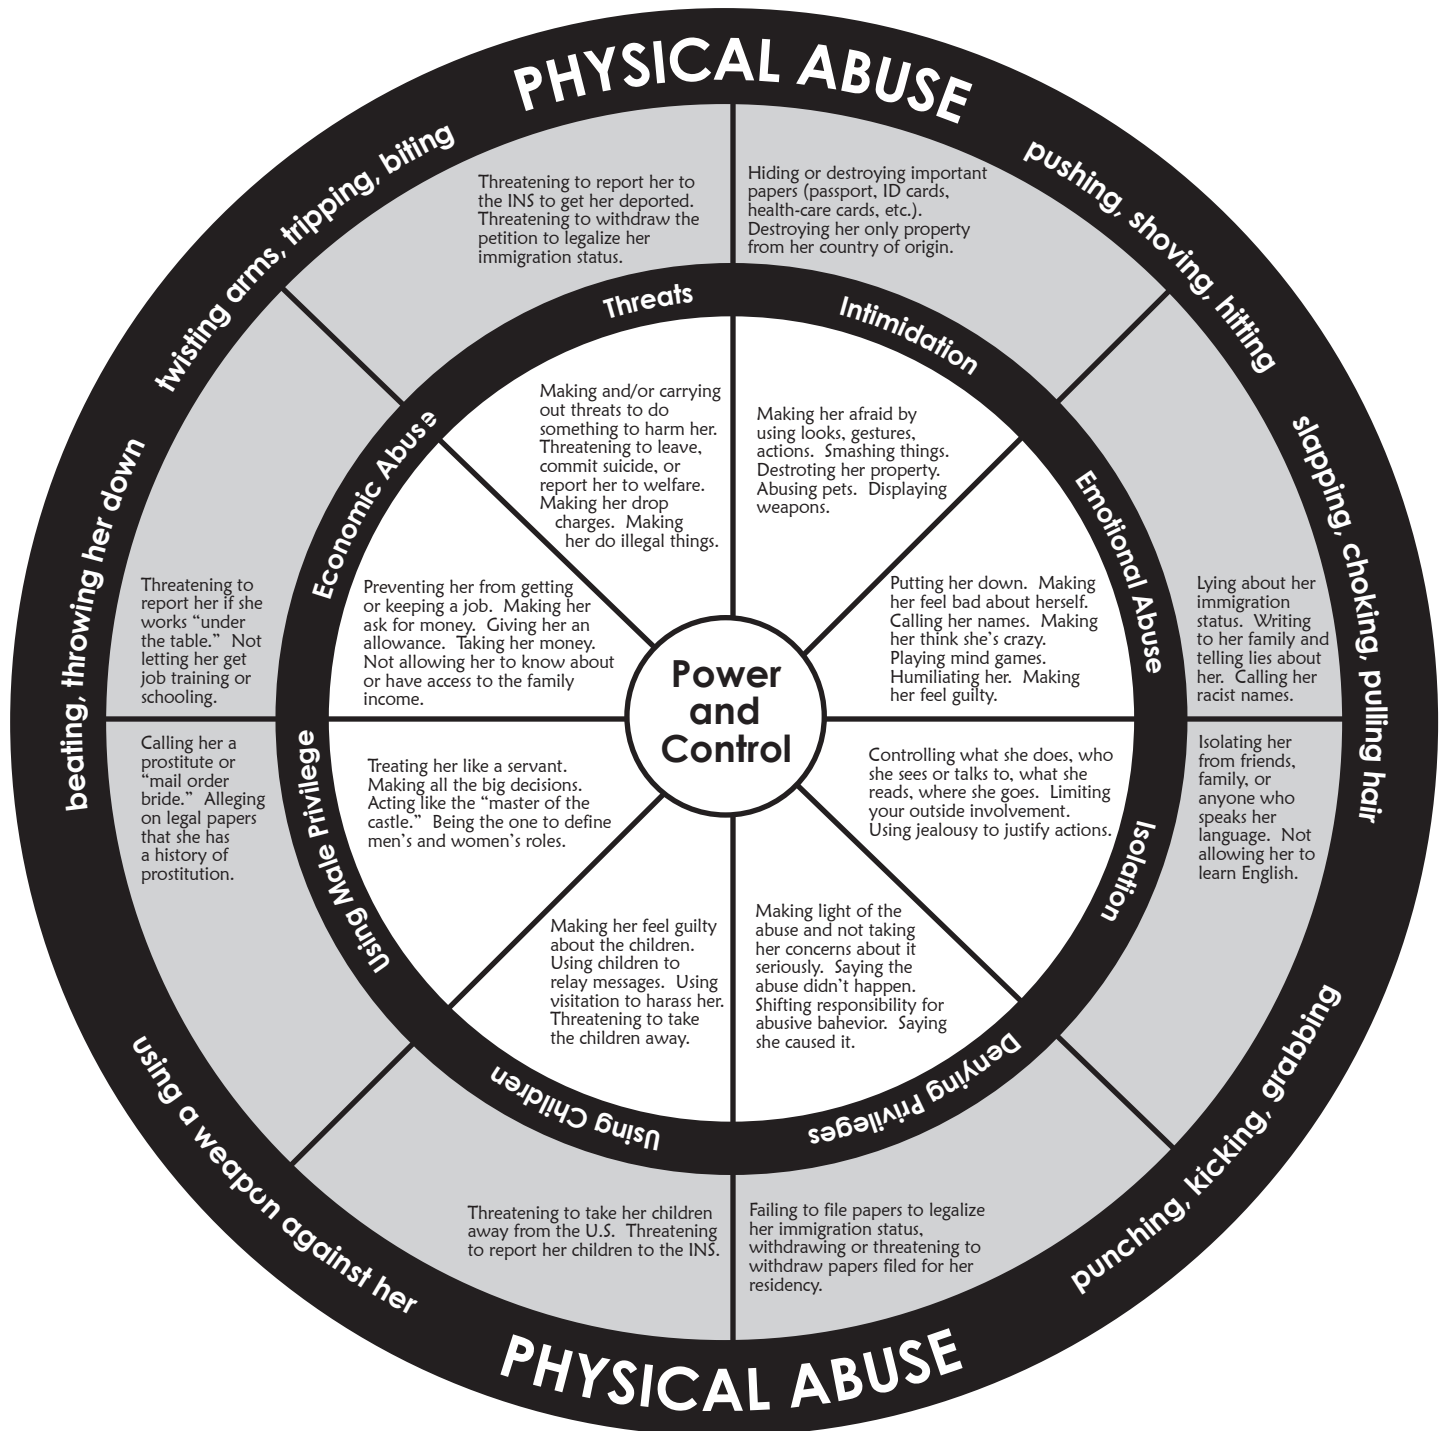 PHYSICAL ABUSE
twisting arms, tripping, biting
pushing, shoving, hitting
slapping, choking, pulling hair
punching, kicking, grabbing
beating, throwing her down
using a weapon against her
PHYSICAL ABUSE
Threatening to report her to
the INS to get her deported.
Threatening to withdraw the
petition to legalize her
immigration status.
Hiding or destroying important
papers (passport, ID cards,
health-care cards, etc.).
Destroying her only property
from her country of origin.
Lying about her
immigration
status. Writing
to her family and
telling lies about
her. Calling her
racist names.
Isolating her
from friends,
family, or
anyone who
speaks her
language. Not
allowing her to
learn English.
Failing to file papers to legalize
her immigration status,
withdrawing or threatening to
withdraw papers filed for her
residency.
Threatening to take her children
away from the U.S. Threatening
to report her children to the INS.
Calling her a
prostitute or
“mail order
bride.” Alleging
on legal papers
that she has
a history of
prostitution.
Threatening to
report her if she
works “under
the table.” Not
letting her get
job training or
schooling.
Threats
Making and/or carrying
out threats to do
something to harm her.
Threatening to leave,
commit suicide, or
report her to welfare.
Making her drop
charges. Making
her do illegal things.
Intimidation
Making her afraid by
using looks, gestures,
actions. Smashing things.
Destroting her property.
Abusing pets. Displaying
weapons.
Emotional Abuse
Putting her down. Making
her feel bad about herself.
Calling her names. Making
her think she’s crazy.
Playing mind games.
Humiliating her. Making
her feel guilty.
Isolation
Controlling what she does, who
she sees or talks to, what she
reads, where she goes. Limiting
your outside involvement.
Using jealousy to justify actions.
Denying Privileges
Making light of the
abuse and not taking
her concerns about it
seriously. Saying the
abuse didn’t happen.
Shifting responsibility for
abusive bahevior. Saying
she caused it.
Using Children
Making her feel guilty
about the children.
Using children to
relay messages. Using
visitation to harass her.
Threatening to take
the children away.
Using Male Privilege
Treating her like a servant.
Making all the big decisions.
Acting like the “master of the
castle.” Being the one to define
men’s and women’s roles.
Economic Abuse
Preventing her from getting
or keeping a job. Making her
ask for money. Giving her an
allowance. Taking her money.
Not allowing her to know about
or have access to the family
income.
Power
and
Control